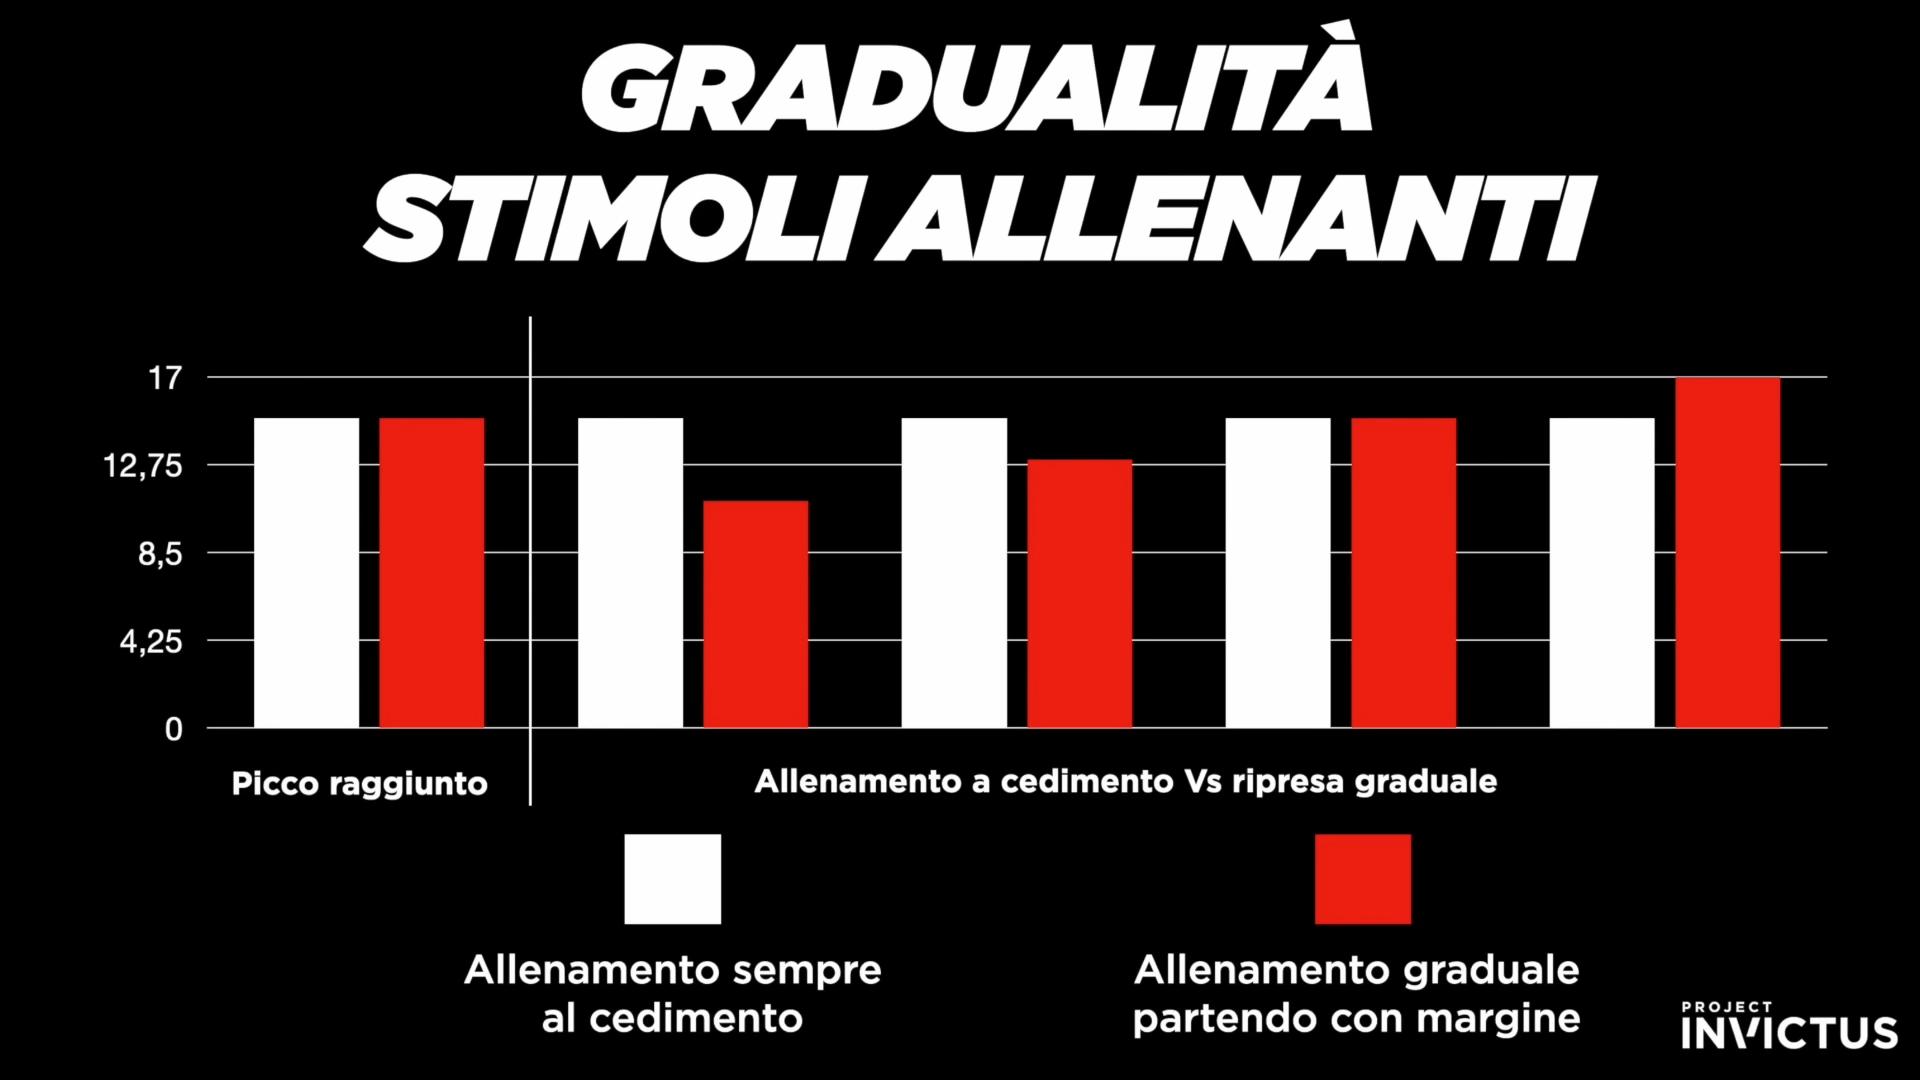 GRADUALITÀ
STIMOLI ALLENANTI
17
12,75
8,5
4,25
0
Picco raggiunto
Allenamento a cedimento Vs ripresa graduale
Allenamento sempre
al cedimento
Allenamento graduale
partendo con margine
PROJECT
INVICTUS